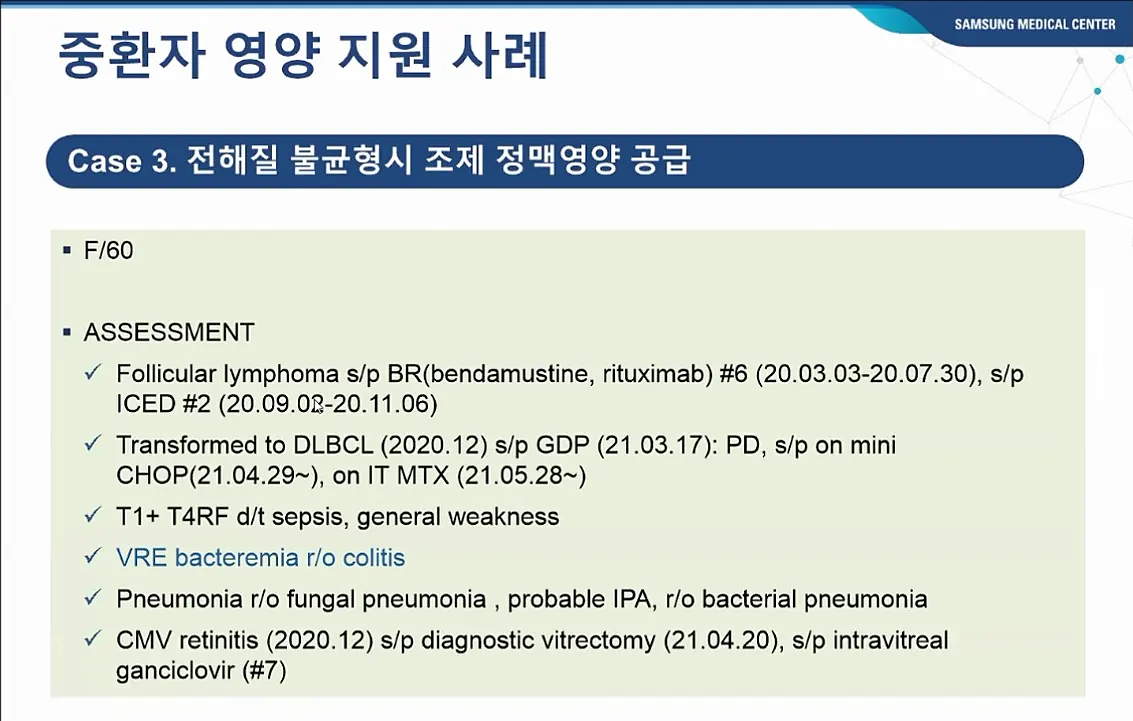 SAMSUNG MEDICAL CENTER
중환자 영양 지원 사례
Case 3. 전해질 불균형시 조제 정맥영양 공급
▪ F/60
▪ ASSESSMENT
✓ Follicular lymphoma s/p BR(bendamustine, rituximab) #6 (20.03.03-20.07.30), s/p
ICED #2 (20.09.02-20.11.06)
✓ Transformed to DLBCL (2020.12) s/p GDP (21.03.17): PD, s/p on mini
CHOP(21.04.29~), on IT MTX (21.05.28~)
✓ T1+ T4RF d/t sepsis, general weakness
✓ VRE bacteremia r/o colitis
✓ Pneumonia r/o fungal pneumonia , probable IPA, r/o bacterial pneumonia
✓ CMV retinitis (2020.12) s/p diagnostic vitrectomy (21.04.20), s/p intravitreal
ganciclovir (#7)